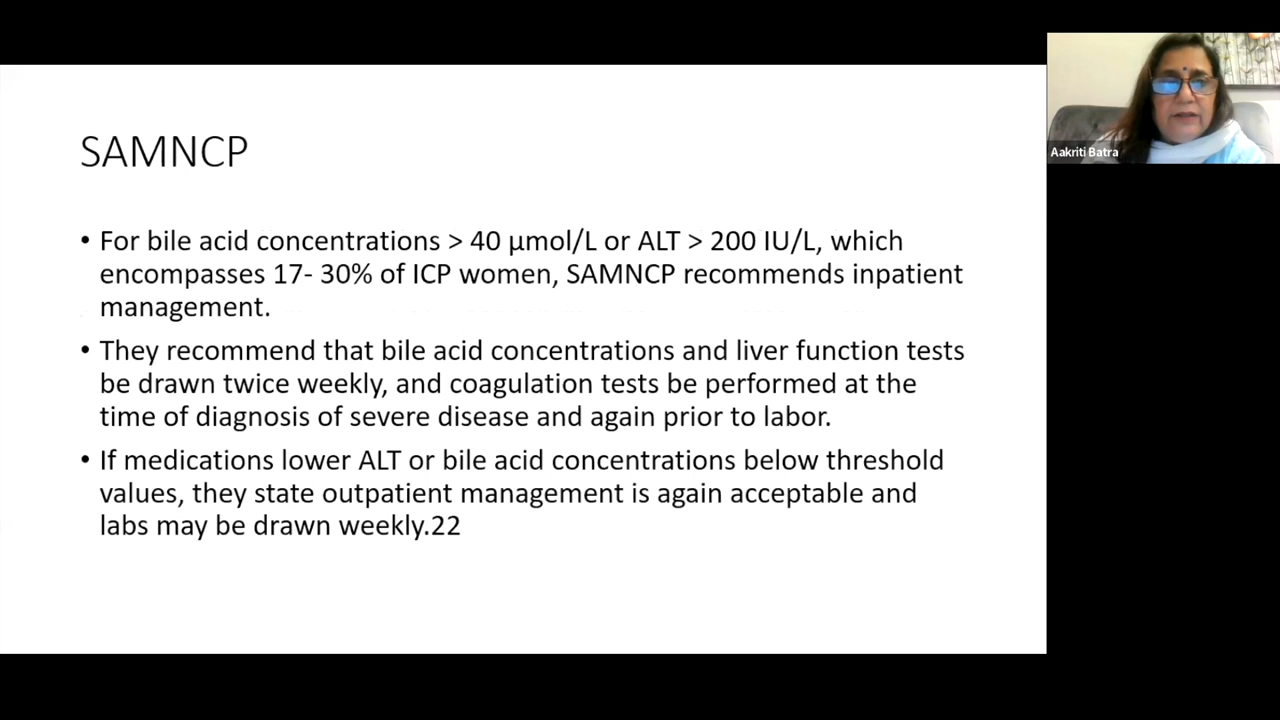 SAMNCP
• For bile acid concentrations > 40 µmol/L or ALT > 200 IU/L, which
encompasses 17- 30% of ICP women, SAMNCP recommends inpatient
management.
• They recommend that bile acid concentrations and liver function tests
be drawn twice weekly, and coagulation tests be performed at the
time of diagnosis of severe disease and again prior to labor.
• If medications lower ALT or bile acid concentrations below threshold
values, they state outpatient management is again acceptable and
labs may be drawn weekly.22
Aakriti Batra